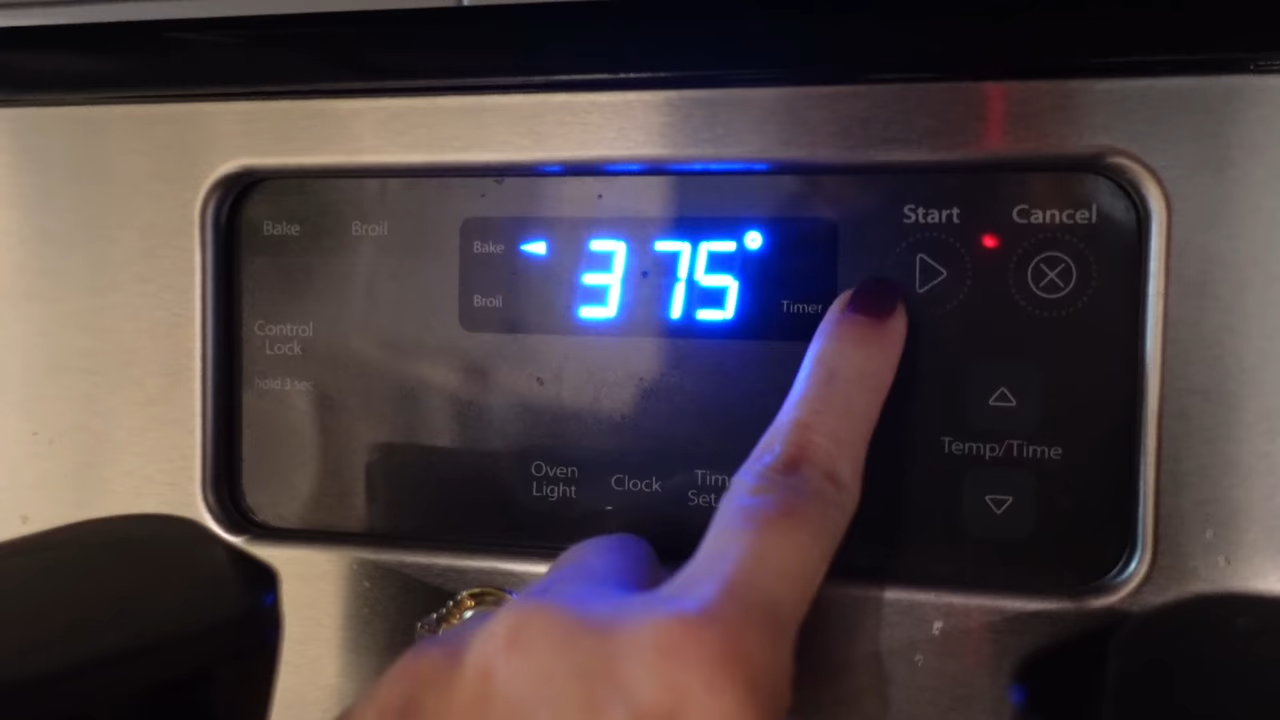 Bake Broil
Control
Lock
hold 3 sec
Bake 375°
Broil Timer
Start Cancel
Temp/Time
Oven
Light
Clock